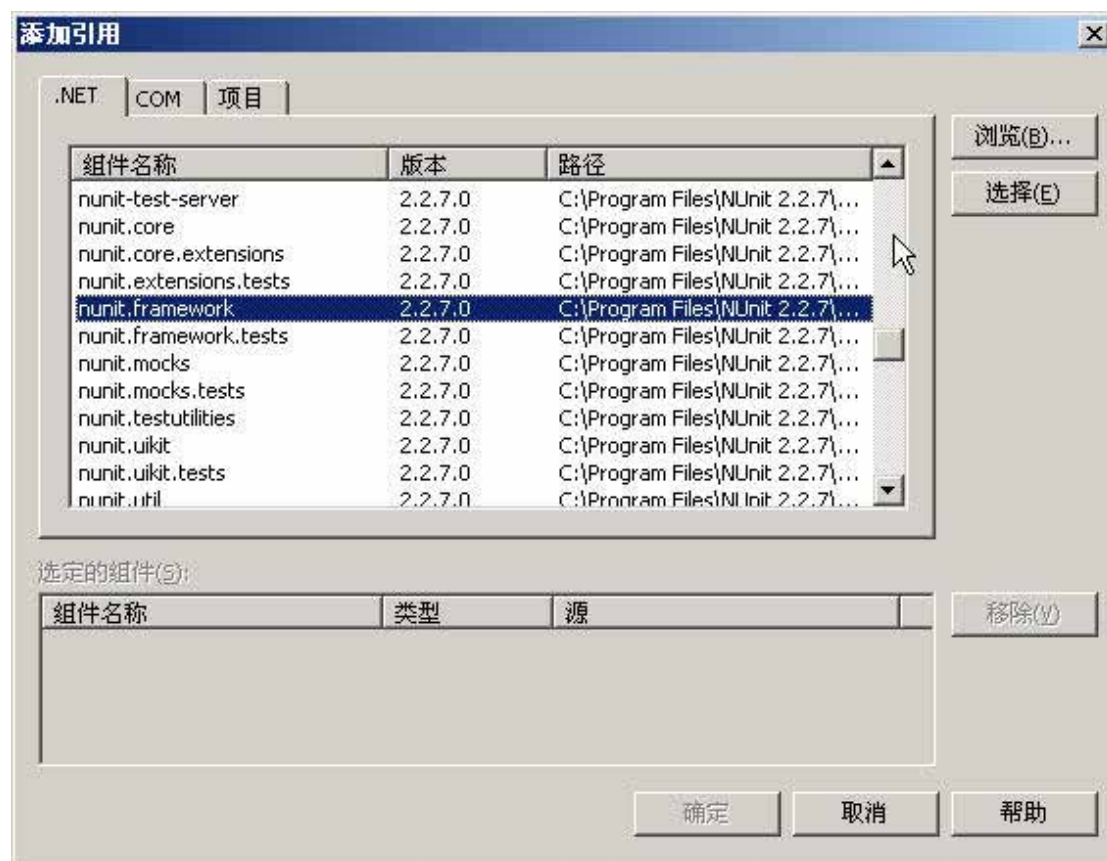 添加引用
.NET COM 项目
浏览(B)...
组件名称 版本 路径
选择(E)
nunit-test-server 2.2.7.0 C:\Program Files\NUnit 2.2.7\...
nunit.core 2.2.7.0 C:\Program Files\NUnit 2.2.7\...
nunit.core.extensions 2.2.7.0 C:\Program Files\NUnit 2.2.7\...
nunit.extensions.tests 2.2.7.0 C:\Program Files\NUnit 2.2.7\...
nunit.framework 2.2.7.0 C:\Program Files\NUnit 2.2.7\...
nunit.framework.tests 2.2.7.0 C:\Program Files\NUnit 2.2.7\...
nunit.mocks 2.2.7.0 C:\Program Files\NUnit 2.2.7\...
nunit.mocks.tests 2.2.7.0 C:\Program Files\NUnit 2.2.7\...
nunit.testutilities 2.2.7.0 C:\Program Files\NUnit 2.2.7\...
nunit.uikit 2.2.7.0 C:\Program Files\NUnit 2.2.7\...
nunit.uikit.tests 2.2.7.0 C:\Program Files\NUnit 2.2.7\...
nunit.util 2.2.7.0 C:\Program Files\NUnit 2.2.7\...
选定的组件(S):
组件名称 类型 源
移除(V)
确定 取消 帮助